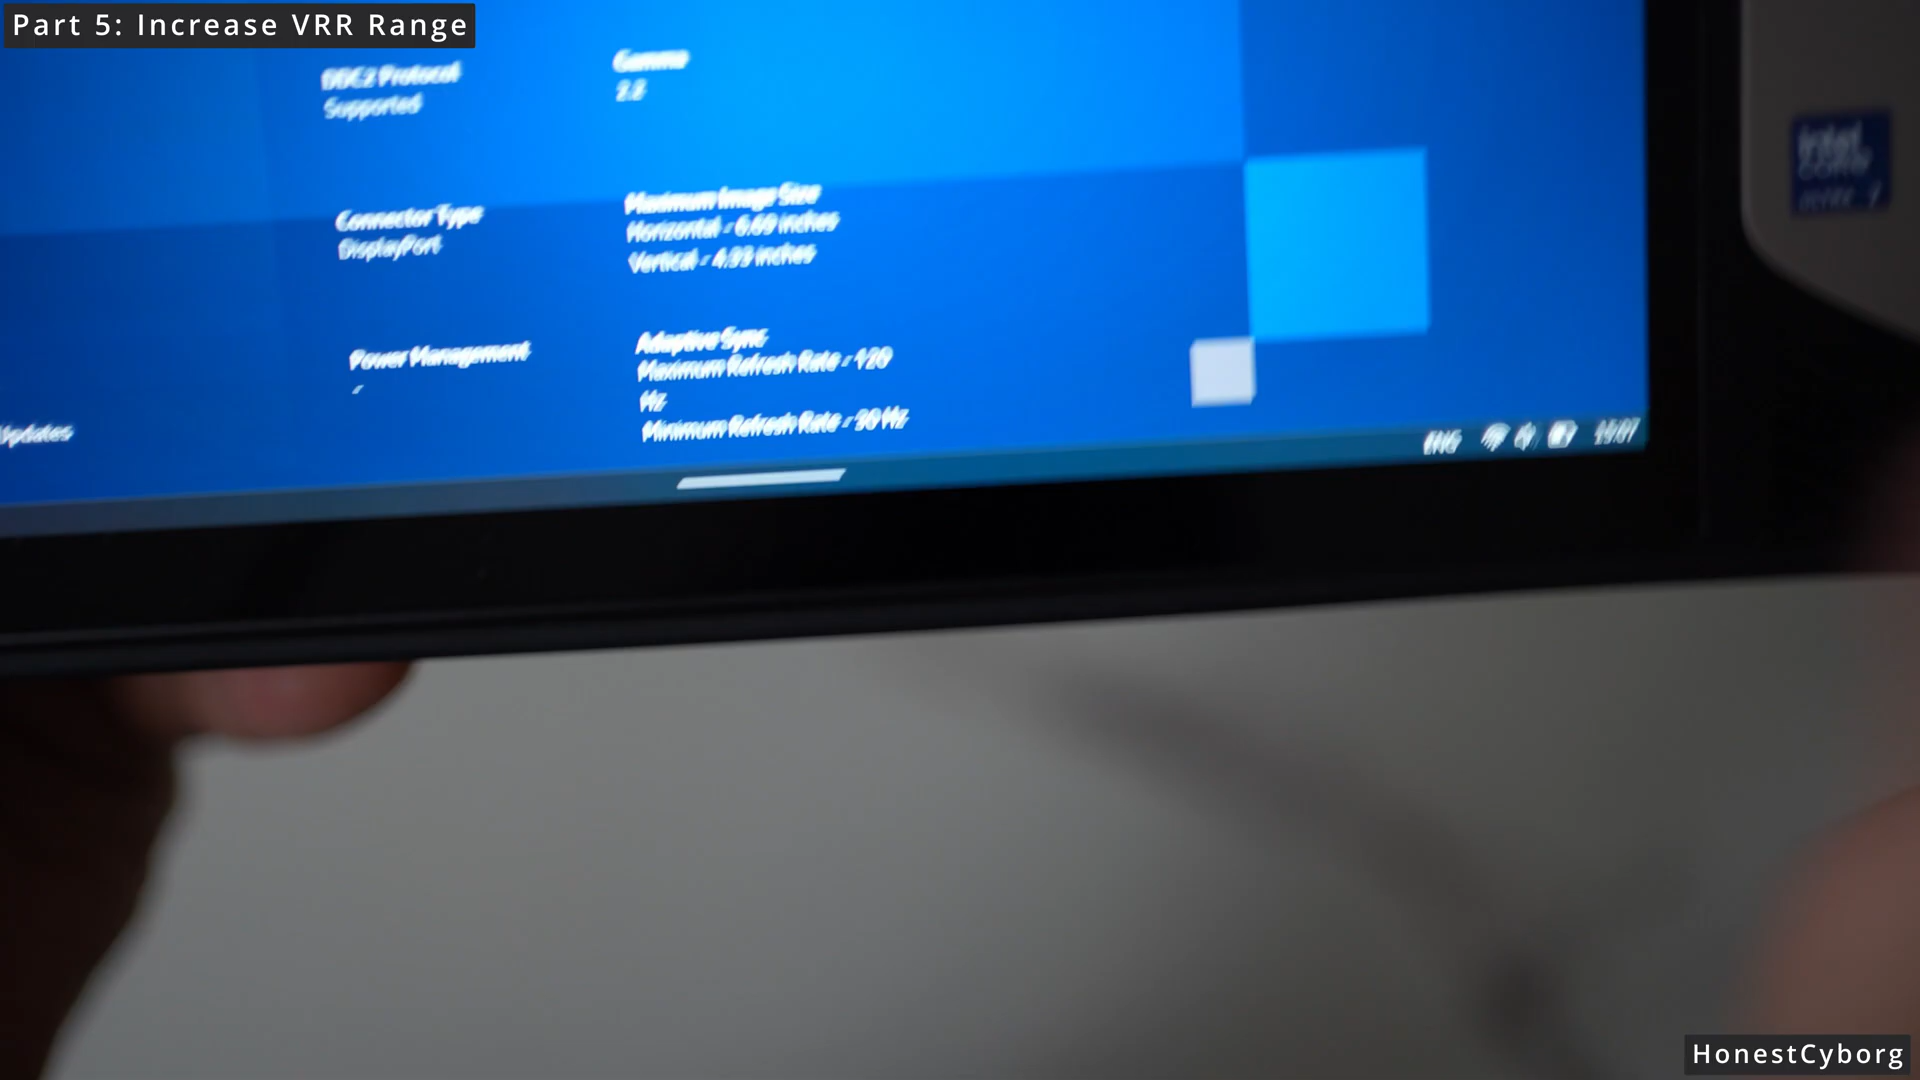 Part 5: Increase VRR Range
DDC2 Protocol
Supported
Gamma
2.2
Connector Type
DisplayPort
Maximum Image Size
Horizontal - 6.69 inches
Vertical - 4.33 inches
Power Management
-
Adaptive Sync
Maximum Refresh Rate - 120
Hz
Minimum Refresh Rate - 30 Hz
Updates
ENG
intel
CORE
HonestCyborg